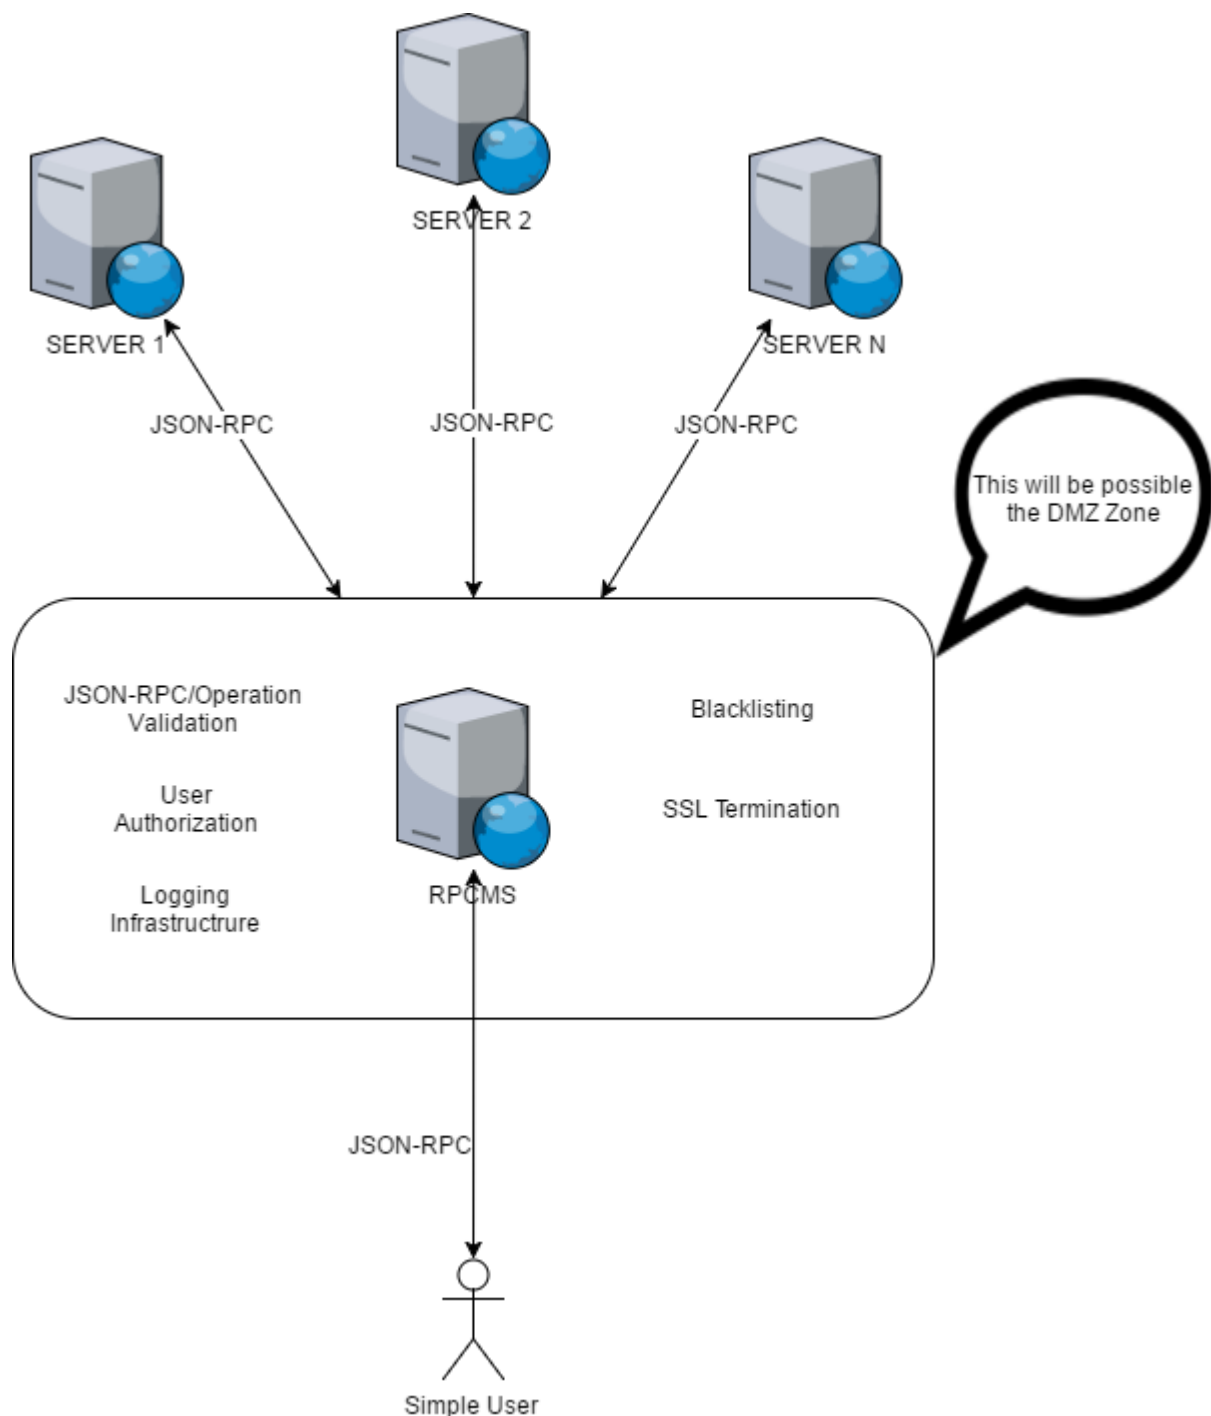 SERVER 2
SERVER 1
SERVER N
JSON-RPC
JSON-RPC
JSON-RPC
This will be possible
the DMZ Zone
JSON-RPC/Operation
Validation
Blacklisting
User
Authorization
SSL Termination
Logging
Infrastructrure
RPCMS
JSON-RPC
Simple User